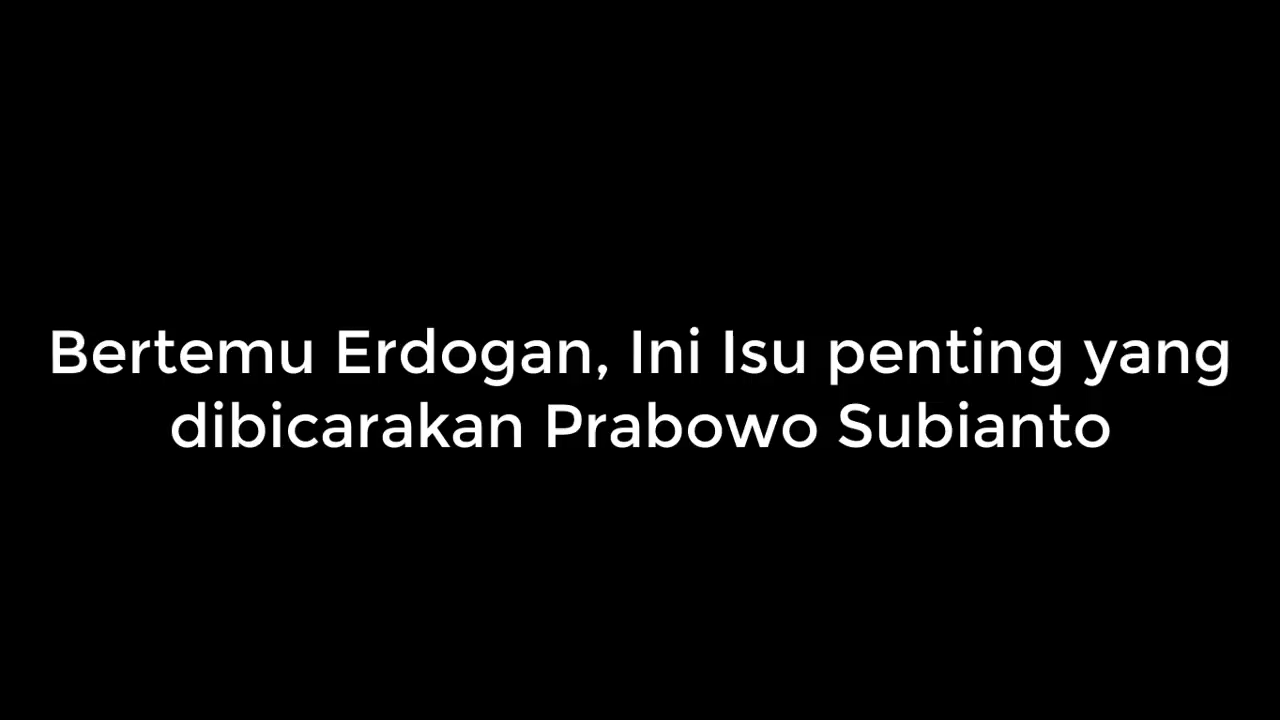 Bertemu Erdogan, Ini Isu penting yang
dibicarakan Prabowo Subianto